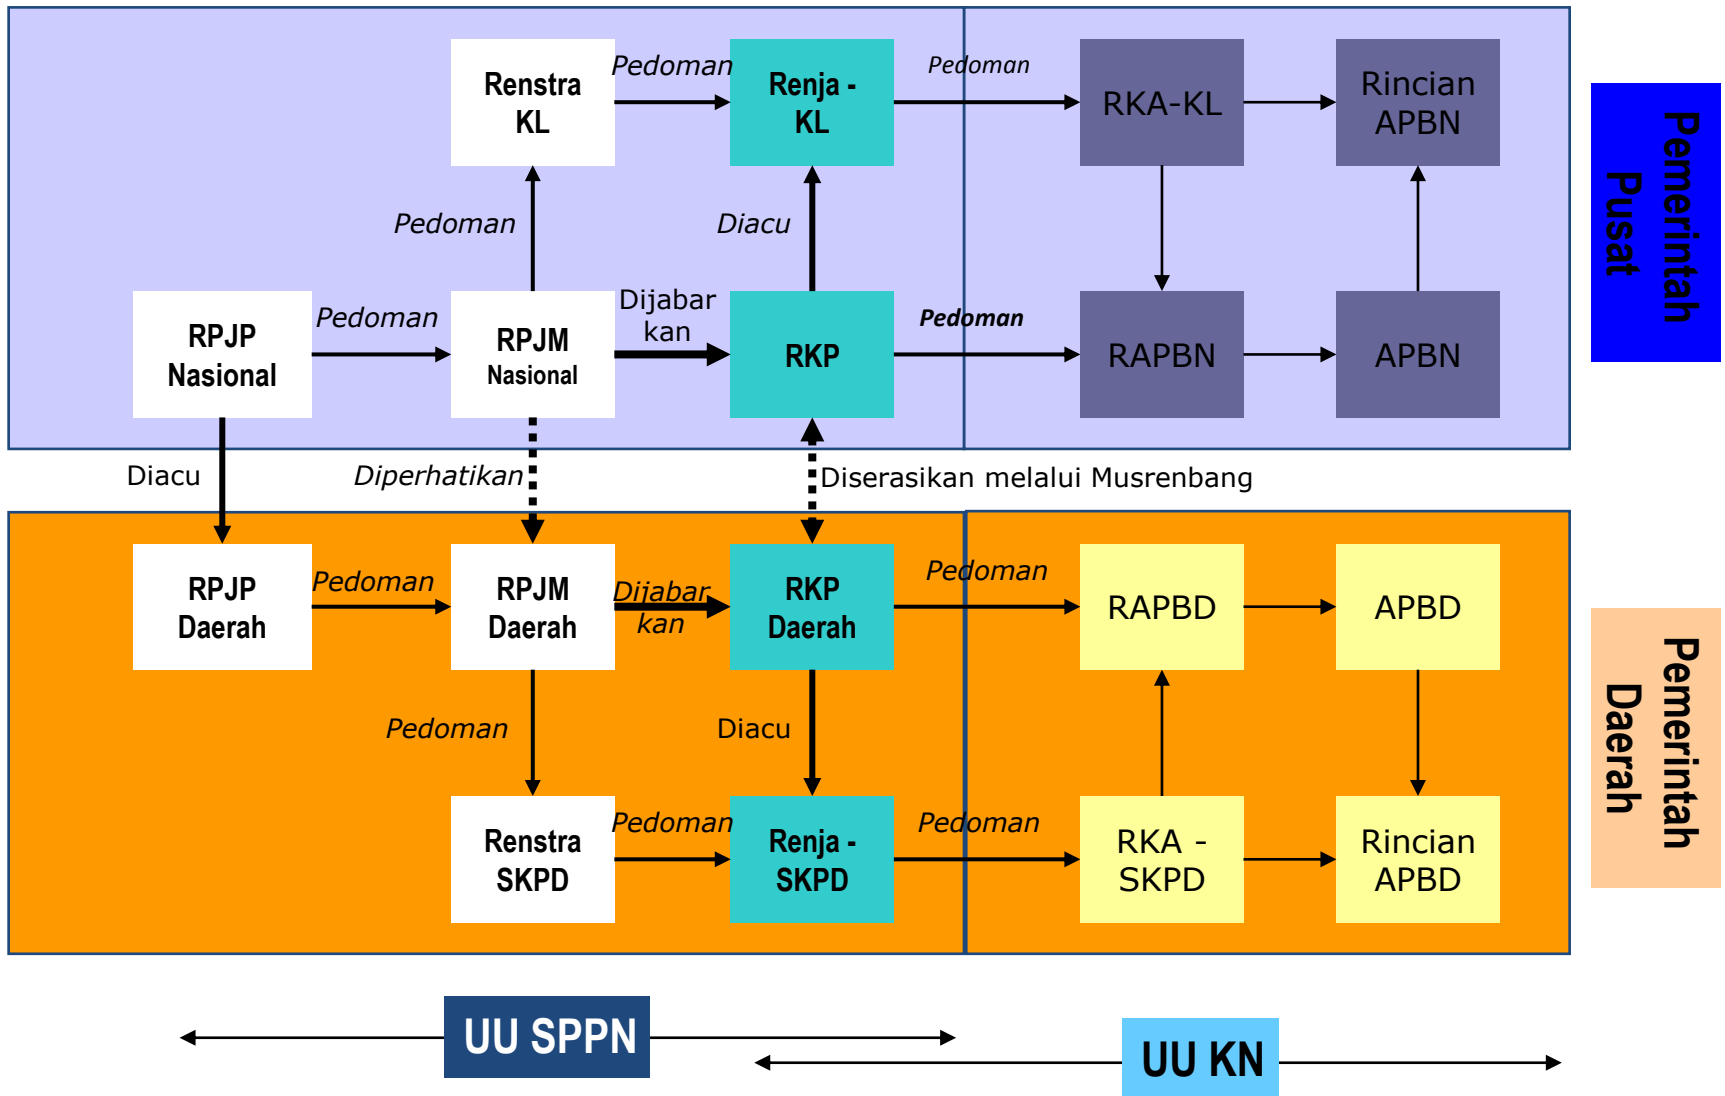 Renstra
KL
Pedoman
Renja -
KL
Pedoman
RKA-KL
Rincian
APBN
Pedoman
Diacu
RPJP
Nasional
Pedoman
RPJM
Nasional
Dijabar
kan
RKP
Pedoman
RAPBN
APBN
Pemerintah
Pusat
Diacu
Diperhatikan
Diserasikan melalui Musrenbang
RPJP
Daerah
Pedoman
RPJM
Daerah
Dijabar
kan
RKP
Daerah
Pedoman
RAPBD
APBD
Pedoman
Diacu
Renstra
SKPD
Pedoman
Renja -
SKPD
Pedoman
RKA -
SKPD
Rincian
APBD
Pemerintah
Daerah
UU SPPN
UU KN